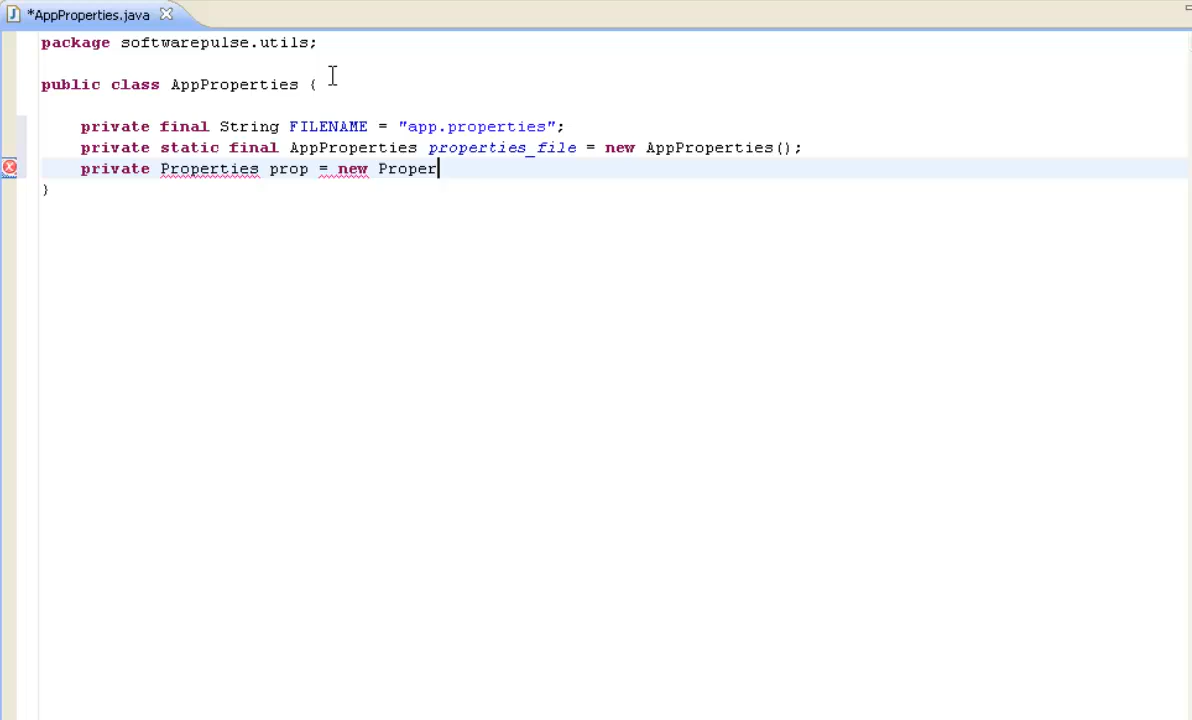 *AppProperties.java
package softwarepulse.utils;
public class AppProperties {
private final String FILENAME = "app.properties";
private static final AppProperties properties_file = new AppProperties();
private Properties prop = new Proper
}